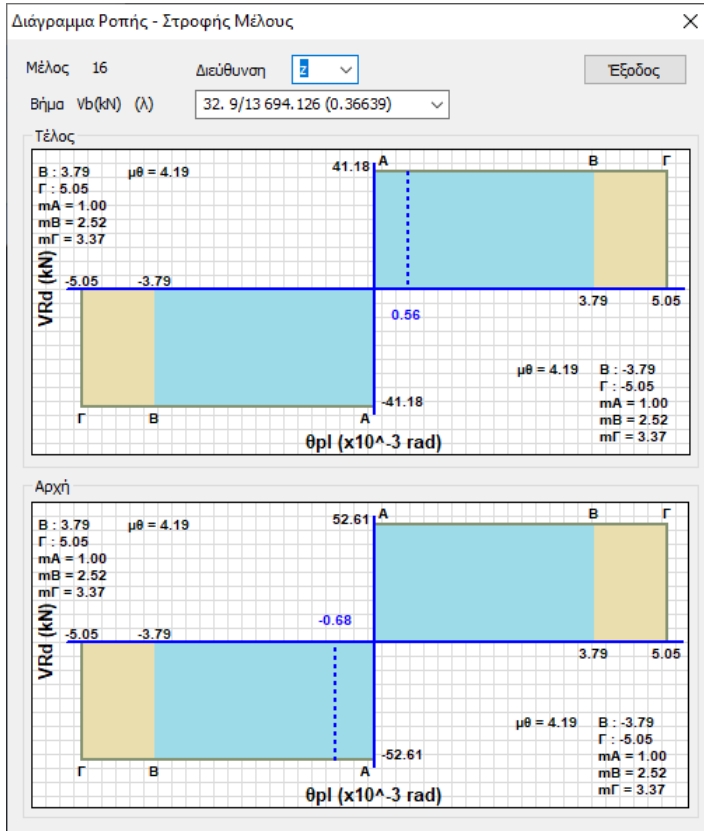 Διάγραμμα Ροπής - Στροφής Μέλους
Μέλος 16 Διεύθυνση z Έξοδος
Βήμα Vb(kN) (λ) 32. 9/13 694.126 (0.36639)
Τέλος
B : 3.79 μθ = 4.19
Γ : 5.05
mA = 1.00
mB = 2.52
mΓ = 3.37
41.18 A B Γ
VRd (kN)
-5.05 -3.79
3.79 5.05
0.56
-41.18
Γ B A
μθ = 4.19 B : -3.79
Γ : -5.05
mA = 1.00
mB = 2.52
mΓ = 3.37
θpl (x10^-3 rad)
Αρχή
B : 3.79 μθ = 4.19
Γ : 5.05
mA = 1.00
mB = 2.52
mΓ = 3.37
52.61 A B Γ
VRd (kN)
-0.68
-5.05 -3.79
3.79 5.05
-52.61
Γ B A
μθ = 4.19 B : -3.79
Γ : -5.05
mA = 1.00
mB = 2.52
mΓ = 3.37
θpl (x10^-3 rad)